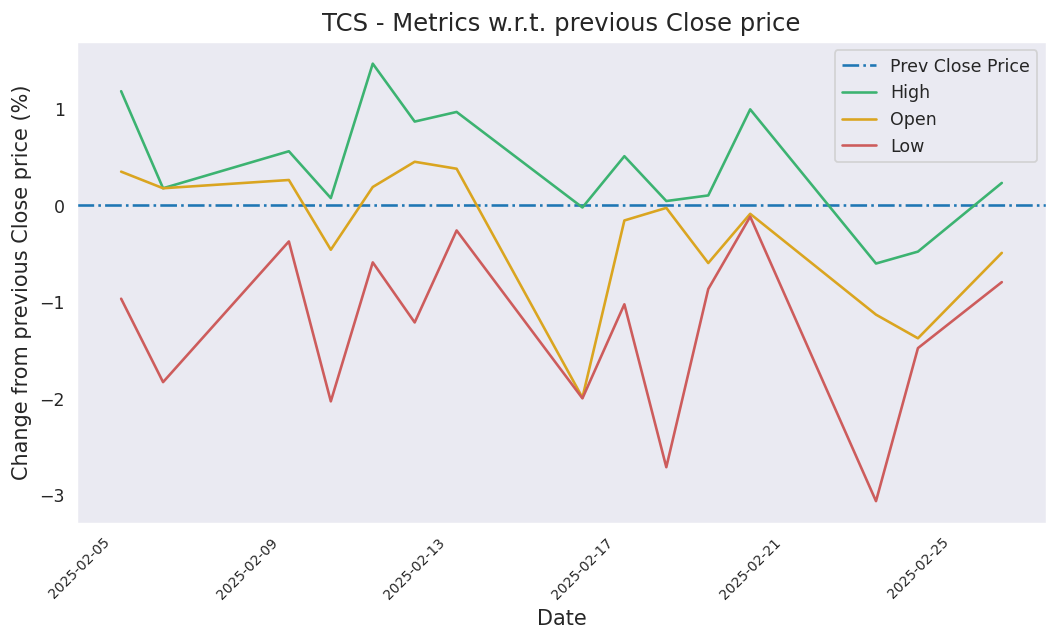 TCS - Metrics w.r.t. previous Close price
Change from previous Close price (%)
1
0
−1
−2
−3
Prev Close Price
High
Open
Low
2025-02-05
2025-02-09
2025-02-13
2025-02-17
2025-02-21
2025-02-25
Date